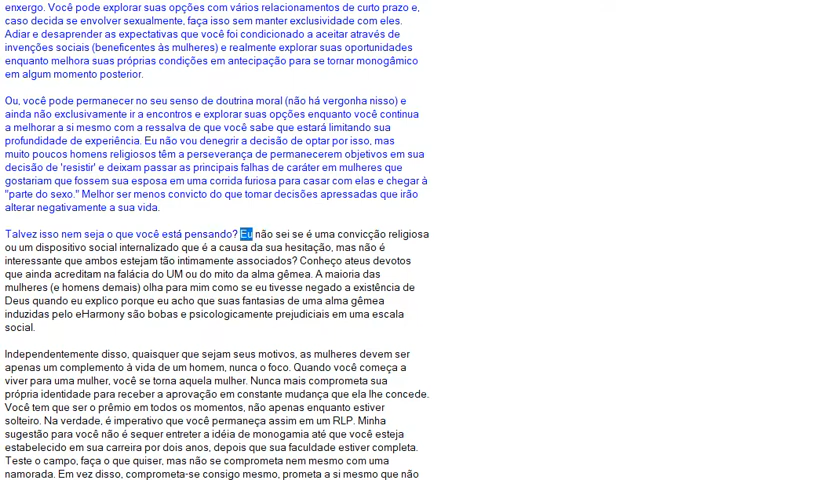 enxergo. Você pode explorar suas opções com vários relacionamentos de curto prazo e,
caso decida se envolver sexualmente, faça isso sem manter exclusividade com eles.
Adiar e desaprender as expectativas que você foi condicionado a aceitar através de
invenções sociais (beneficentes às mulheres) e realmente explorar suas oportunidades
enquanto melhora suas próprias condições em antecipação para se tornar monogâmico
em algum momento posterior.
Ou, você pode permanecer no seu senso de doutrina moral (não há vergonha nisso) e
ainda não exclusivamente ir a encontros e explorar suas opções enquanto você continua
a melhorar a si mesmo com a ressalva de que você sabe que estará limitando sua
profundidade de experiência. Eu não vou denegrir a decisão de optar por isso, mas
muito poucos homens religiosos têm a perseverança de permanecerem objetivos em sua
decisão de 'resistir' e deixam passar as principais falhas de caráter em mulheres que
gostariam que fossem sua esposa em uma corrida furiosa para casar com elas e chegar à
"parte do sexo." Melhor ser menos convicto do que tomar decisões apressadas que irão
alterar negativamente a sua vida.
Talvez isso nem seja o que você está pensando? Eu não sei se é uma convicção religiosa
ou um dispositivo social internalizado que é a causa da sua hesitação, mas não é
interessante que ambos estejam tão intimamente associados? Conheço ateus devotos
que ainda acreditam na falácia do UM ou do mito da alma gêmea. A maioria das
mulheres (e homens demais) olha para mim como se eu tivesse negado a existência de
Deus quando eu explico porque eu acho que suas fantasias de uma alma gêmea
induzidas pelo eHarmony são bobas e psicologicamente prejudiciais em uma escala
social.
Independentemente disso, quaisquer que sejam seus motivos, as mulheres devem ser
apenas um complemento à vida de um homem, nunca o foco. Quando você começa a
viver para uma mulher, você se torna aquela mulher. Nunca mais comprometa sua
própria identidade para receber a aprovação em constante mudança que ela lhe concede.
Você tem que ser o prêmio em todos os momentos, não apenas enquanto estiver
solteiro. Na verdade, é imperativo que você permaneça assim em um RLP. Minha
sugestão para você não é sequer entreter a idéia de monogamia até que você esteja
estabelecido em sua carreira por dois anos, depois que sua faculdade estiver completa.
Teste o campo, faça o que quiser, mas não se comprometa nem mesmo com uma
namorada. Em vez disso, comprometa-se consigo mesmo, prometa a si mesmo que não